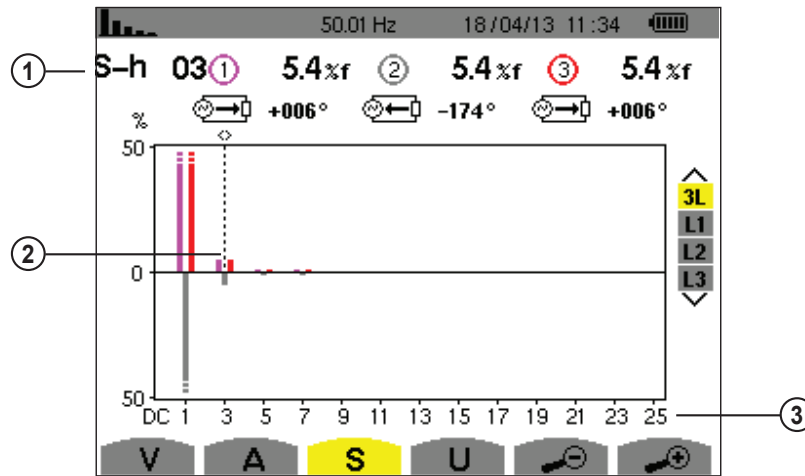 50.01 Hz 18/04/13 11:34
1 S-h 03 1 5.4 %f 2 5.4 %f 3 5.4 %f
+006° -174° +006°
%
50
3L
L1
2 L2
0 L3
50
DC 1 3 5 7 9 11 13 15 17 19 21 23 25 3
V A S U